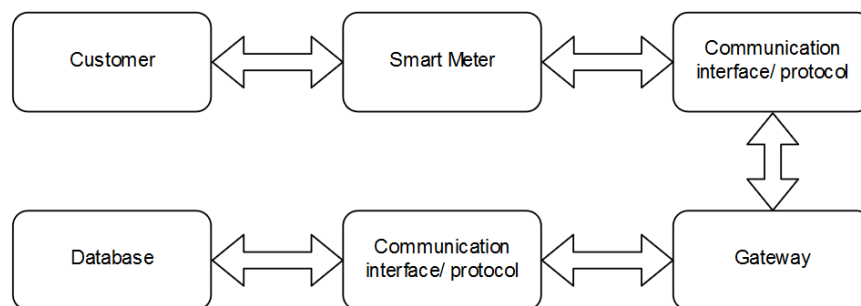 Customer
Smart Meter
Communication
interface/ protocol
Database
Communication
interface/ protocol
Gateway